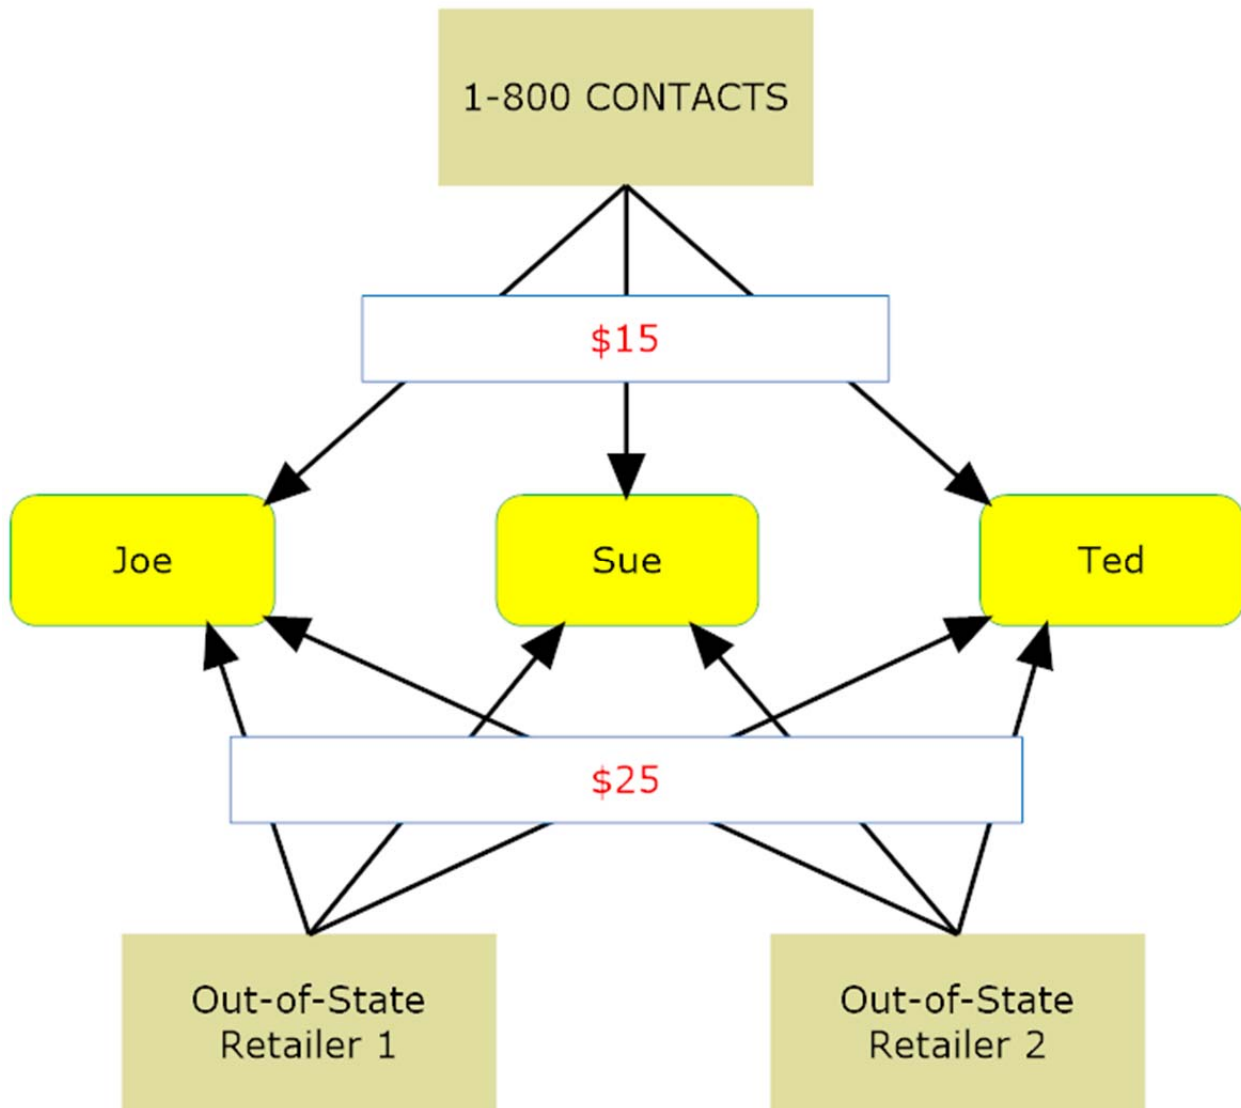 1-800 CONTACTS
$15
Joe
Sue
Ted
$25
Out-of-State
Retailer 1
Out-of-State
Retailer 2